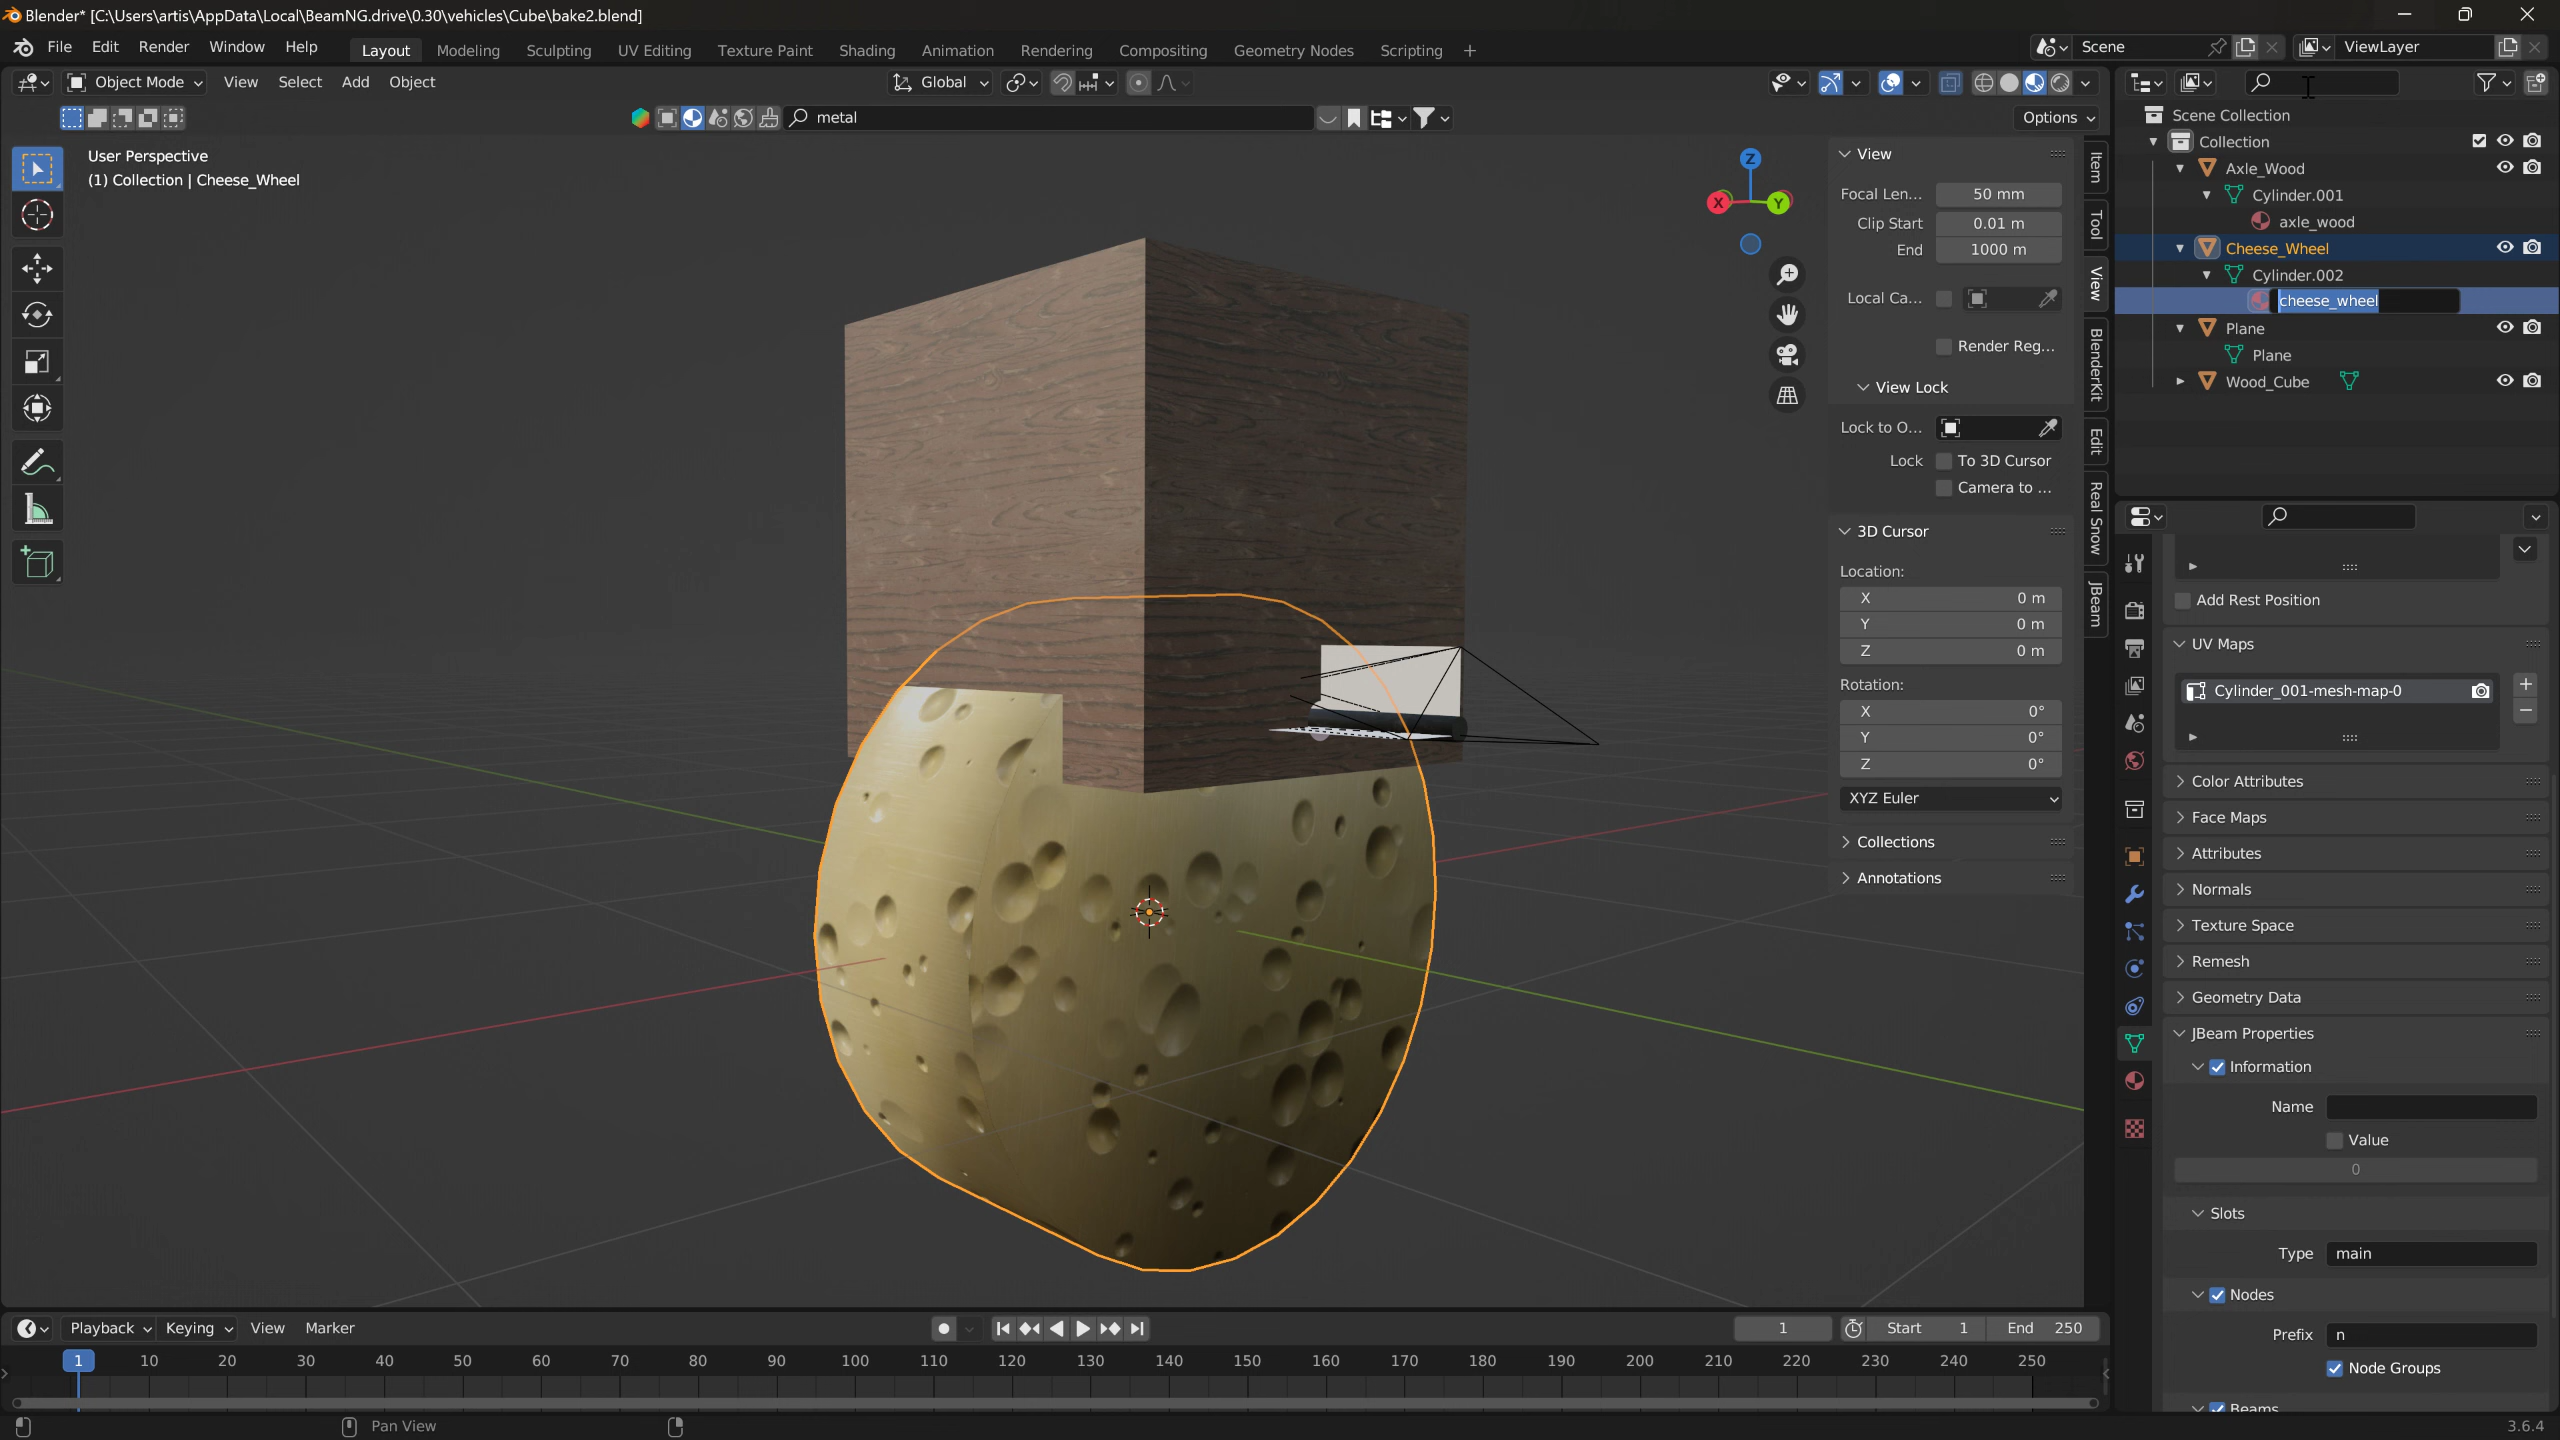 Blender* [C:\Users\artis\AppData\Local\BeamNG.drive\0.30\vehicles\Cube\bake2.blend]
File Edit Render Window Help Layout Modeling Sculpting UV Editing Texture Paint Shading Animation Rendering Compositing Geometry Nodes Scripting + Scene ViewLayer
Object Mode View Select Add Object Global
metal Options
User Perspective
(1) Collection | Cheese_Wheel
Z
X
Y
View
Focal Len... 50 mm
Clip Start 0.01 m
End 1000 m
Local Ca...
Render Reg...
View Lock
Lock to O...
Lock To 3D Cursor
Camera to ...
3D Cursor
Location:
X 0 m
Y 0 m
Z 0 m
Rotation:
X 0°
Y 0°
Z 0°
XYZ Euler
Collections
Annotations
Item
Tool
View
BlenderKit
Edit
Real Snow
JBeam
Scene Collection
Collection
Axle_Wood
Cylinder.001
axle_wood
Cheese_Wheel
Cylinder.002
cheese_wheel
Plane
Plane
Wood_Cube
Add Rest Position
UV Maps
Cylinder_001-mesh-map-0
Color Attributes
Face Maps
Attributes
Normals
Texture Space
Remesh
Geometry Data
JBeam Properties
Information
Name
Value
0
Slots
Type main
Nodes
Prefix n
Node Groups
Beams
Playback Keying View Marker 1 Start 1 End 250
1 10 20 30 40 50 60 70 80 90 100 110 120 130 140 150 160 170 180 190 200 210 220 230 240 250
Pan View 3.6.4